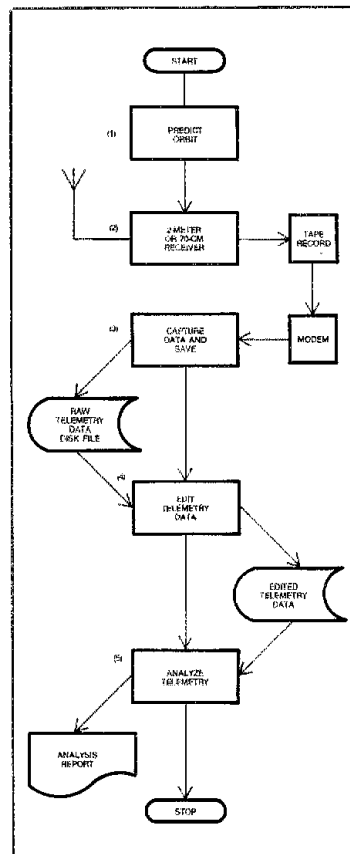 START
(1)
PREDICT
ORBIT
(2)
2-METER
OR 70-CM
RECEIVER
TAPE
RECORD
(3)
CAPTURE
DATA AND
SAVE
MODEM
RAW
TELEMETRY
DATA
DISK FILE
EDIT
TELEMETRY
DATA
EDITED
TELEMETRY
DATA
(5)
ANALYZE
TELEMETRY
ANALYSIS
REPORT
STOP